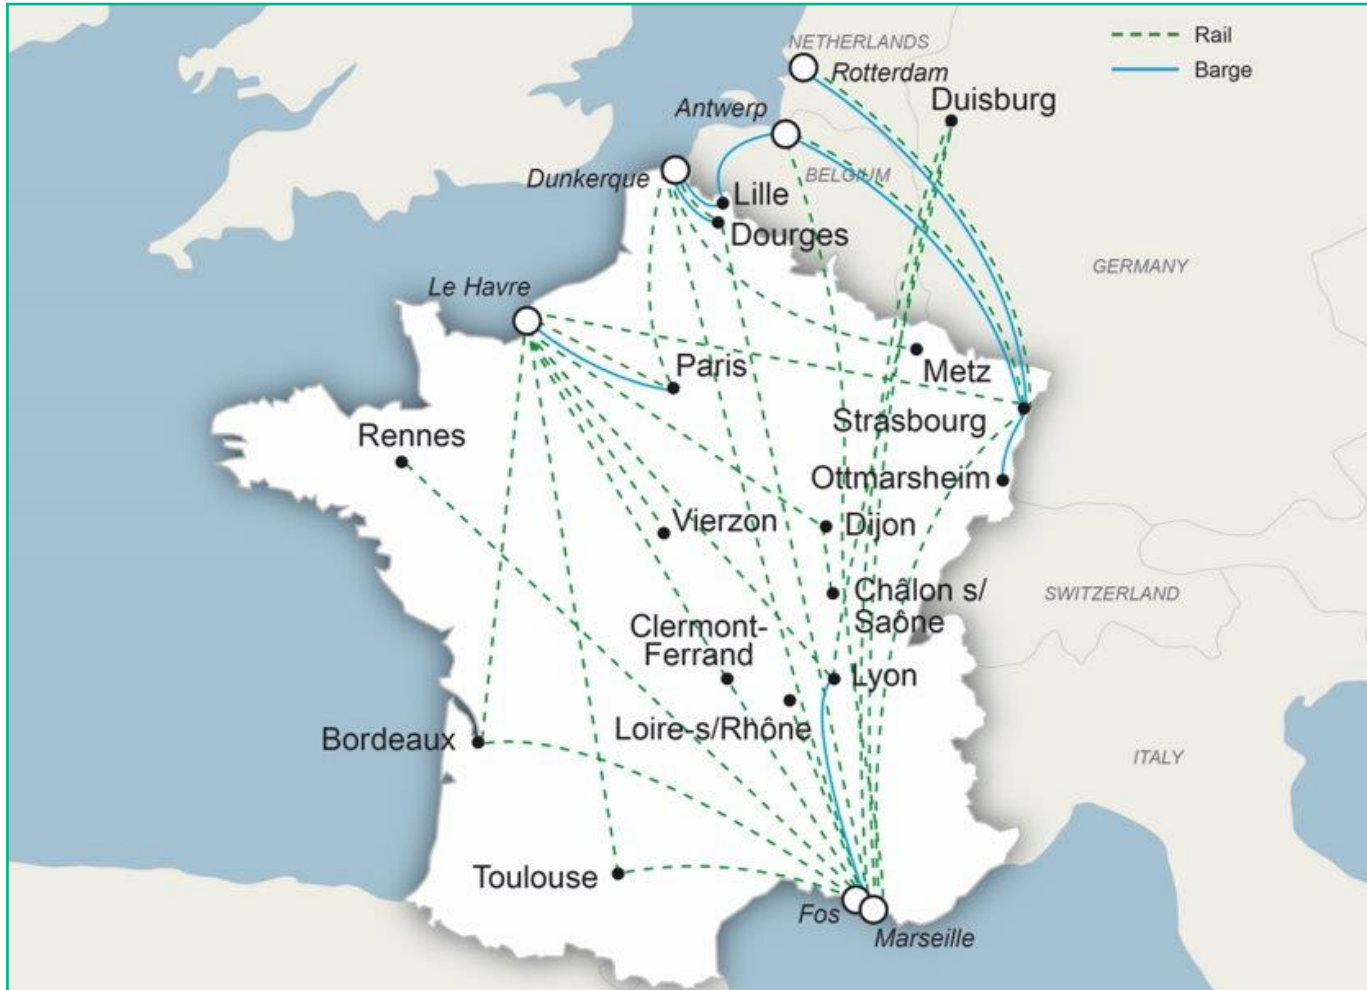 NETHERLANDS
Rail
Rotterdam
Barge
Antwerp
Duisburg
Dunkerque
BELGIUM
Lille
Dourges
GERMANY
Le Havre
Paris
Metz
Strasbourg
Rennes
Ottmarsheim
Vierzon
Dijon
Châlon s/
Saône
SWITZERLAND
Clermont-
Ferrand
Lyon
Loire-s/Rhône
Bordeaux
ITALY
Toulouse
Fos
Marseille